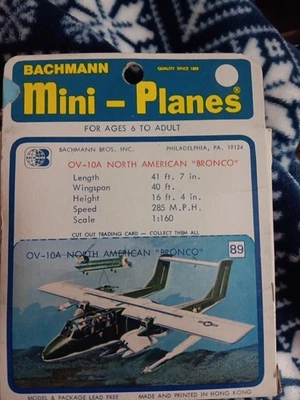 BACHMANN
QUALITY SINCE 1833
Mini - Planes®
FOR AGES 6 TO ADULT
BACHMANN BROS., INC. PHILADELPHIA, PA. 19124
OV-10A NORTH AMERICAN "BRONCO"
Length 41 ft. 7 in.
Wingspan 40 ft.
Height 16 ft. 4 in.
Speed 285 M.P.H.
Scale 1:160
CUT OUT TRADING CARD — COLLECT THEM ALL
OV-10A NORTH AMERICAN "BRONCO" 89
MODEL & PACKAGE LEAD FREE MADE AND PRINTED IN HONG KONG